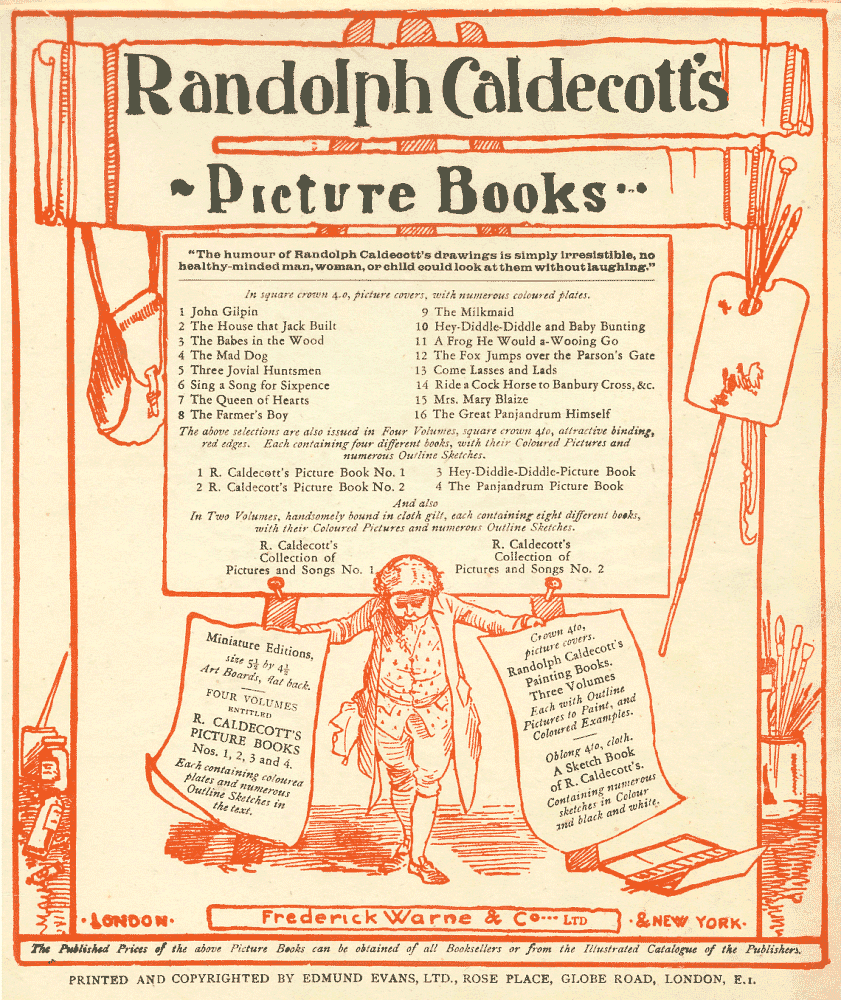 Randolph Caldecott's
~ Picture Books ··
"The humour of Randolph Caldecott's drawings is simply irresistible, no
healthy-minded man, woman, or child could look at them without laughing."
In square crown 4.o, picture covers, with numerous coloured plates.
1 John Gilpin
2 The House that Jack Built
3 The Babes in the Wood
4 The Mad Dog
5 Three Jovial Huntsmen
6 Sing a Song for Sixpence
7 The Queen of Hearts
8 The Farmer's Boy
9 The Milkmaid
10 Hey-Diddle-Diddle and Baby Bunting
11 A Frog He Would a-Wooing Go
12 The Fox Jumps over the Parson's Gate
13 Come Lasses and Lads
14 Ride a Cock Horse to Banbury Cross, &c.
15 Mrs. Mary Blaize
16 The Great Panjandrum Himself
The above selections are also issued in Four Volumes, square crown 4to, attractive binding,
red edges. Each containing four different books, with their Coloured Pictures and
numerous Outline Sketches.
1 R. Caldecott's Picture Book No. 1
2 R. Caldecott's Picture Book No. 2
3 Hey-Diddle-Diddle-Picture Book
4 The Panjandrum Picture Book
And also
In Two Volumes, handsomely bound in cloth gilt, each containing eight different books,
with their Coloured Pictures and numerous Outline Sketches.
R. Caldecott's
Collection of
Pictures and Songs No. 1
R. Caldecott's
Collection of
Pictures and Songs No. 2
Miniature Editions,
size 5½ by 4½
Art Boards, flat back.
FOUR VOLUMES
ENTITLED
R. CALDECOTT'S
PICTURE BOOKS
Nos. 1, 2, 3 and 4.
Each containing coloured
plates and numerous
Outline Sketches in
the text.
Crown 4to,
picture covers.
Randolph Caldecott's
Painting Books.
Three Volumes
Each with Outline
Pictures to Paint, and
Coloured Examples.
Oblong 4to, cloth.
A Sketch Book
of R. Caldecott's.
Containing numerous
sketches in Colour
and black and white.
·LONDON· Frederick Warne & Co··· LTD ·& NEW YORK·
The Published Prices of the above Picture Books can be obtained of all Booksellers or from the Illustrated Catalogue of the Publishers.
PRINTED AND COPYRIGHTED BY EDMUND EVANS, LTD., ROSE PLACE, GLOBE ROAD, LONDON, E.1.